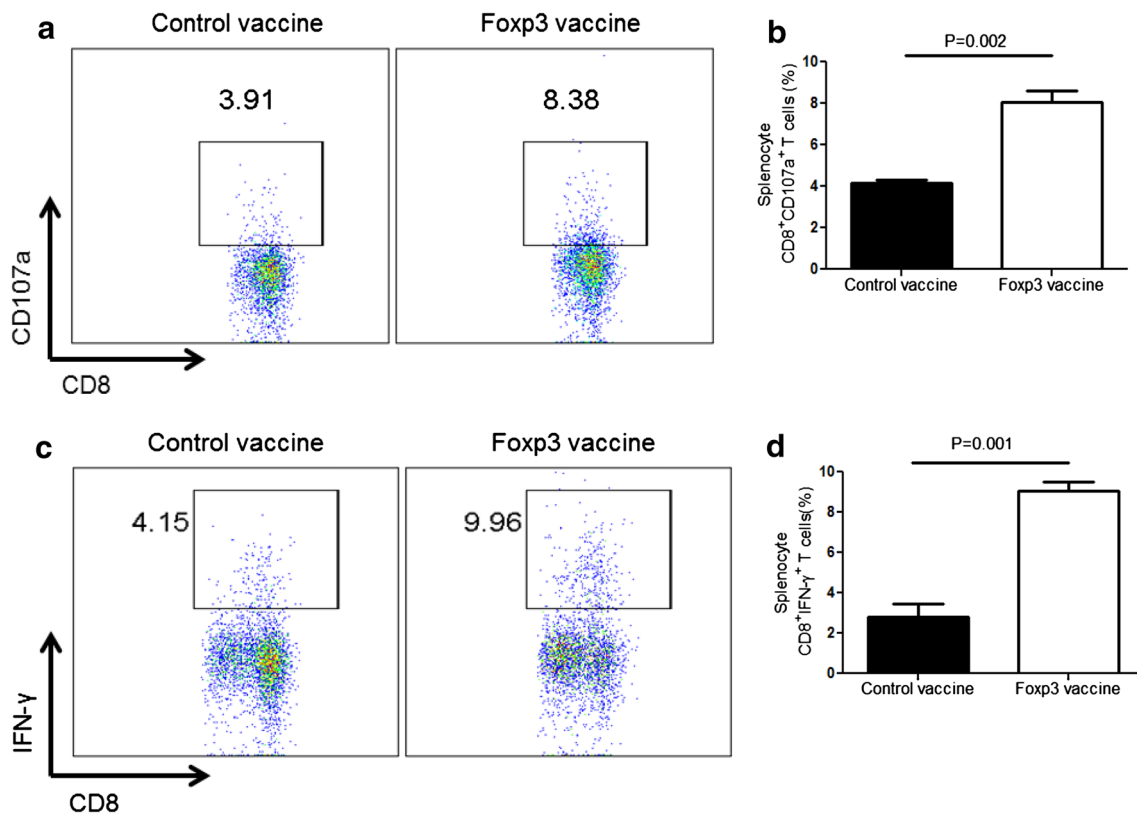 a
Control vaccine
Foxp3 vaccine
3.91
8.38
CD107a
CD8
b
P=0.002
Splenocyte
CD8⁺CD107a⁺ T cells (%)
10
8
6
4
2
0
Control vaccine
Foxp3 vaccine
c
Control vaccine
Foxp3 vaccine
4.15
9.96
IFN-γ
CD8
d
P=0.001
Splenocyte
CD8⁺IFN-γ⁺ T cells(%)
10
8
6
4
2
0
Control vaccine
Foxp3 vaccine